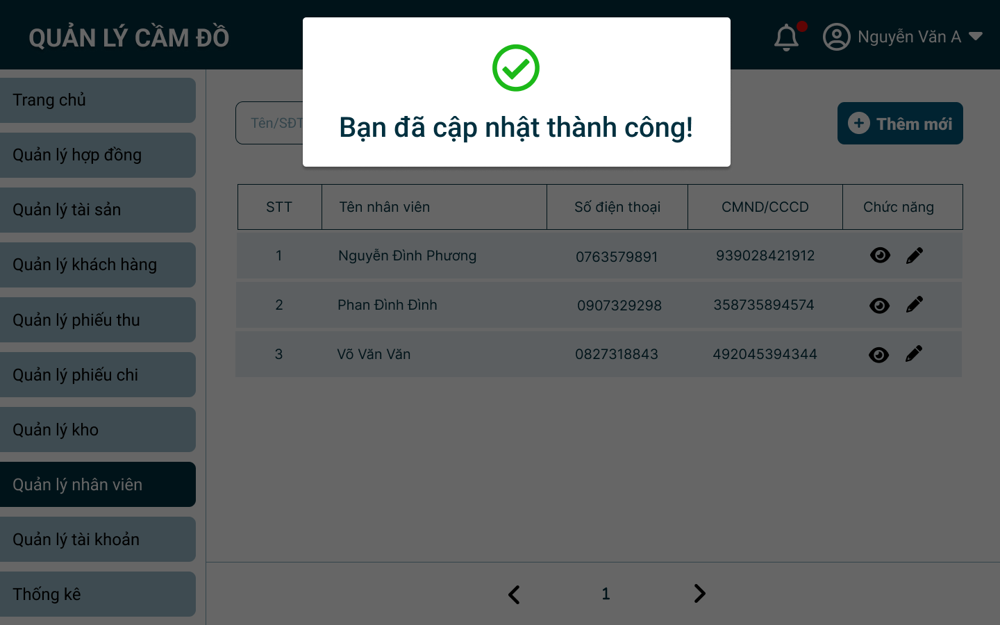 QUẢN LÝ CẦM ĐỒ
Nguyễn Văn A
Bạn đã cập nhật thành công!
Trang chủ
Quản lý hợp đồng
Quản lý tài sản
Quản lý khách hàng
Quản lý phiếu thu
Quản lý phiếu chi
Quản lý kho
Quản lý nhân viên
Quản lý tài khoản
Thống kê
Tên/SĐT
Thêm mới
STT Tên nhân viên Số điện thoại CMND/CCCD Chức năng
1 Nguyễn Đình Phương 0763579891 939028421912
2 Phan Đình Đình 0907329298 358735894574
3 Võ Văn Văn 0827318843 492045394344
1